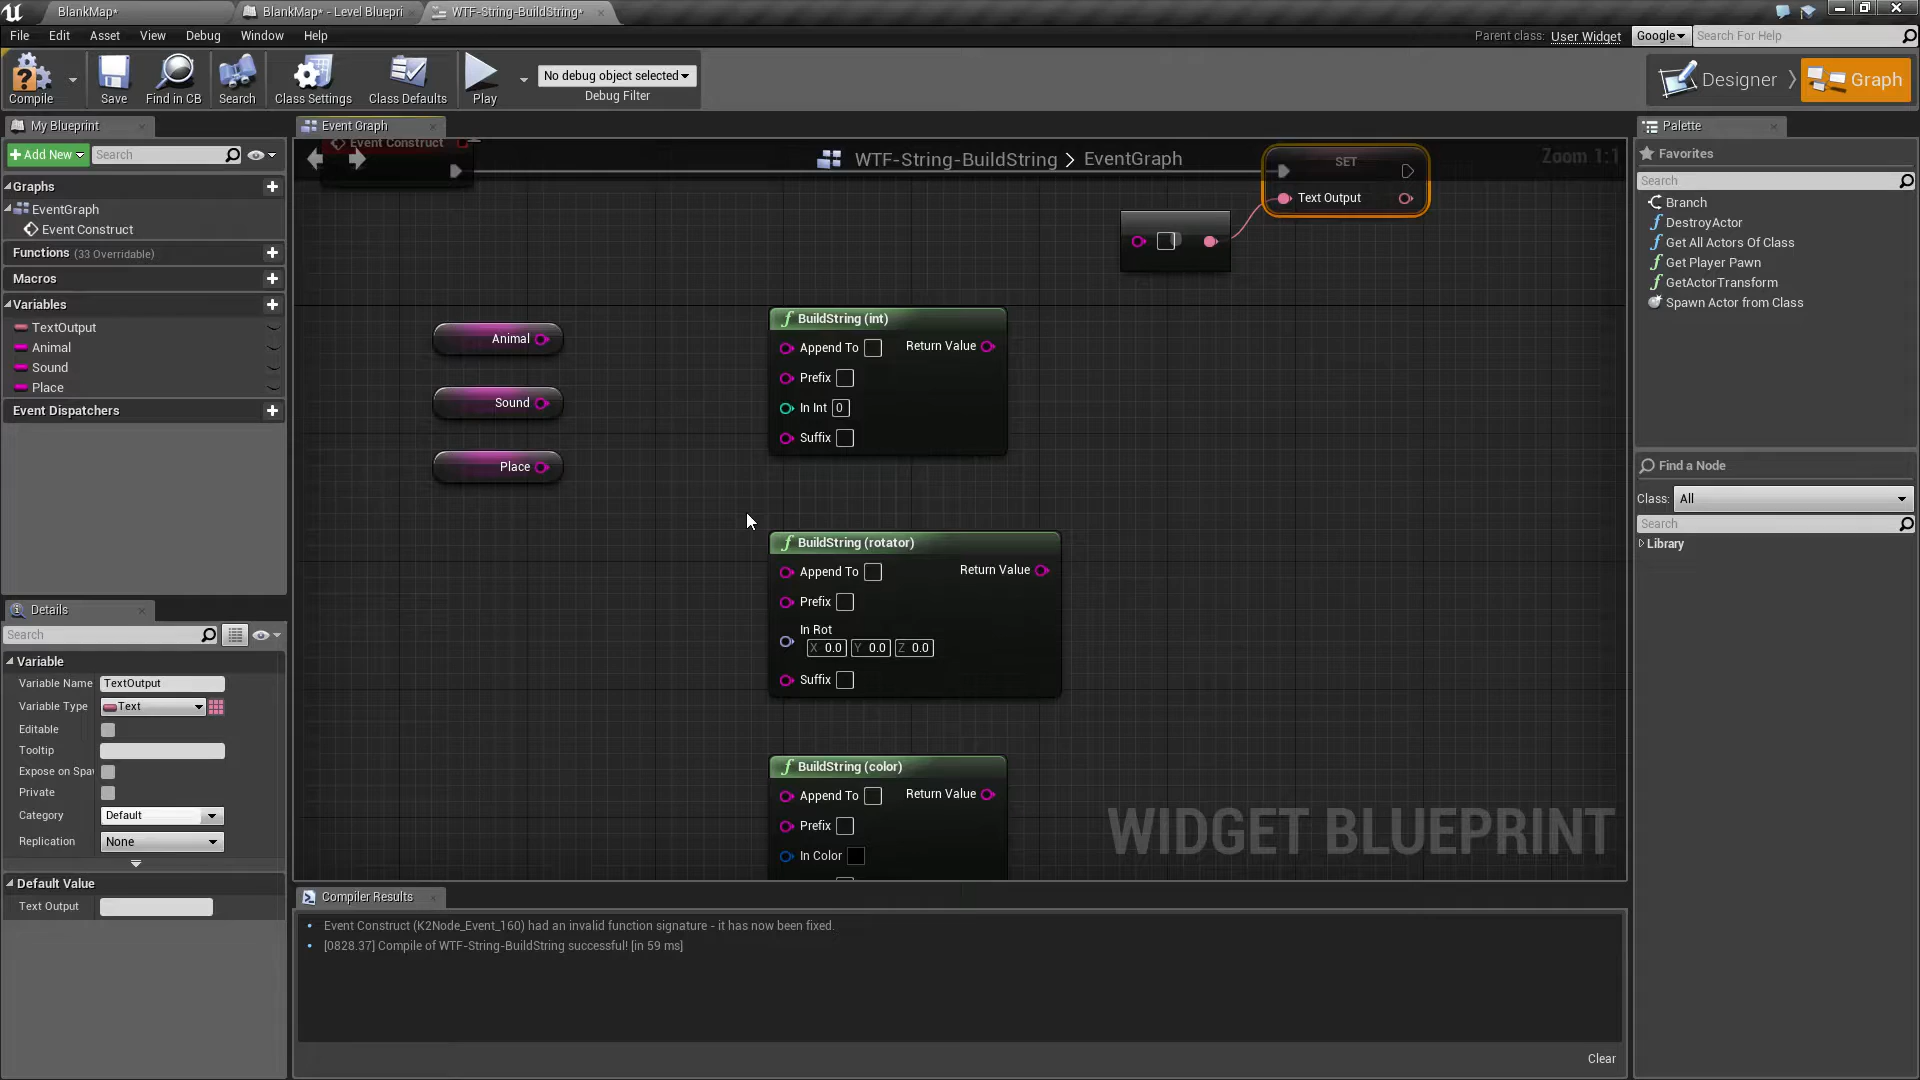 BlankMap*
BlankMap* - Level Bluepri
WTF-String-BuildString*
File
Edit
Asset
View
Debug
Window
Help
Parent class: User Widget
Google
Search For Help
Compile
Save
Find in CB
Search
Class Settings
Class Defaults
Play
No debug object selected
Debug Filter
Designer
Graph
My Blueprint
Add New
Search
Graphs
EventGraph
Event Construct
Functions (33 Overridable)
Macros
Variables
TextOutput
Animal
Sound
Place
Event Dispatchers
Details
Search
Variable
Variable Name TextOutput
Variable Type Text
Editable
Tooltip
Expose on Spa
Private
Category Default
Replication None
Default Value
Text Output
Event Graph
Event Construct
WTF-String-BuildString > EventGraph
Zoom 1:1
SET
Text Output
Animal
Sound
Place
f BuildString (int)
Append To
Return Value
Prefix
In Int 0
Suffix
f BuildString (rotator)
Append To
Return Value
Prefix
In Rot
X 0.0 Y 0.0 Z 0.0
Suffix
f BuildString (color)
Append To
Return Value
Prefix
In Color
WIDGET BLUEPRINT
Compiler Results
Event Construct (K2Node_Event_160) had an invalid function signature - it has now been fixed.
[0828.37] Compile of WTF-String-BuildString successful! [in 59 ms]
Clear
Palette
Favorites
Search
Branch
f DestroyActor
f Get All Actors Of Class
f Get Player Pawn
f GetActorTransform
Spawn Actor from Class
Find a Node
Class: All
Search
Library